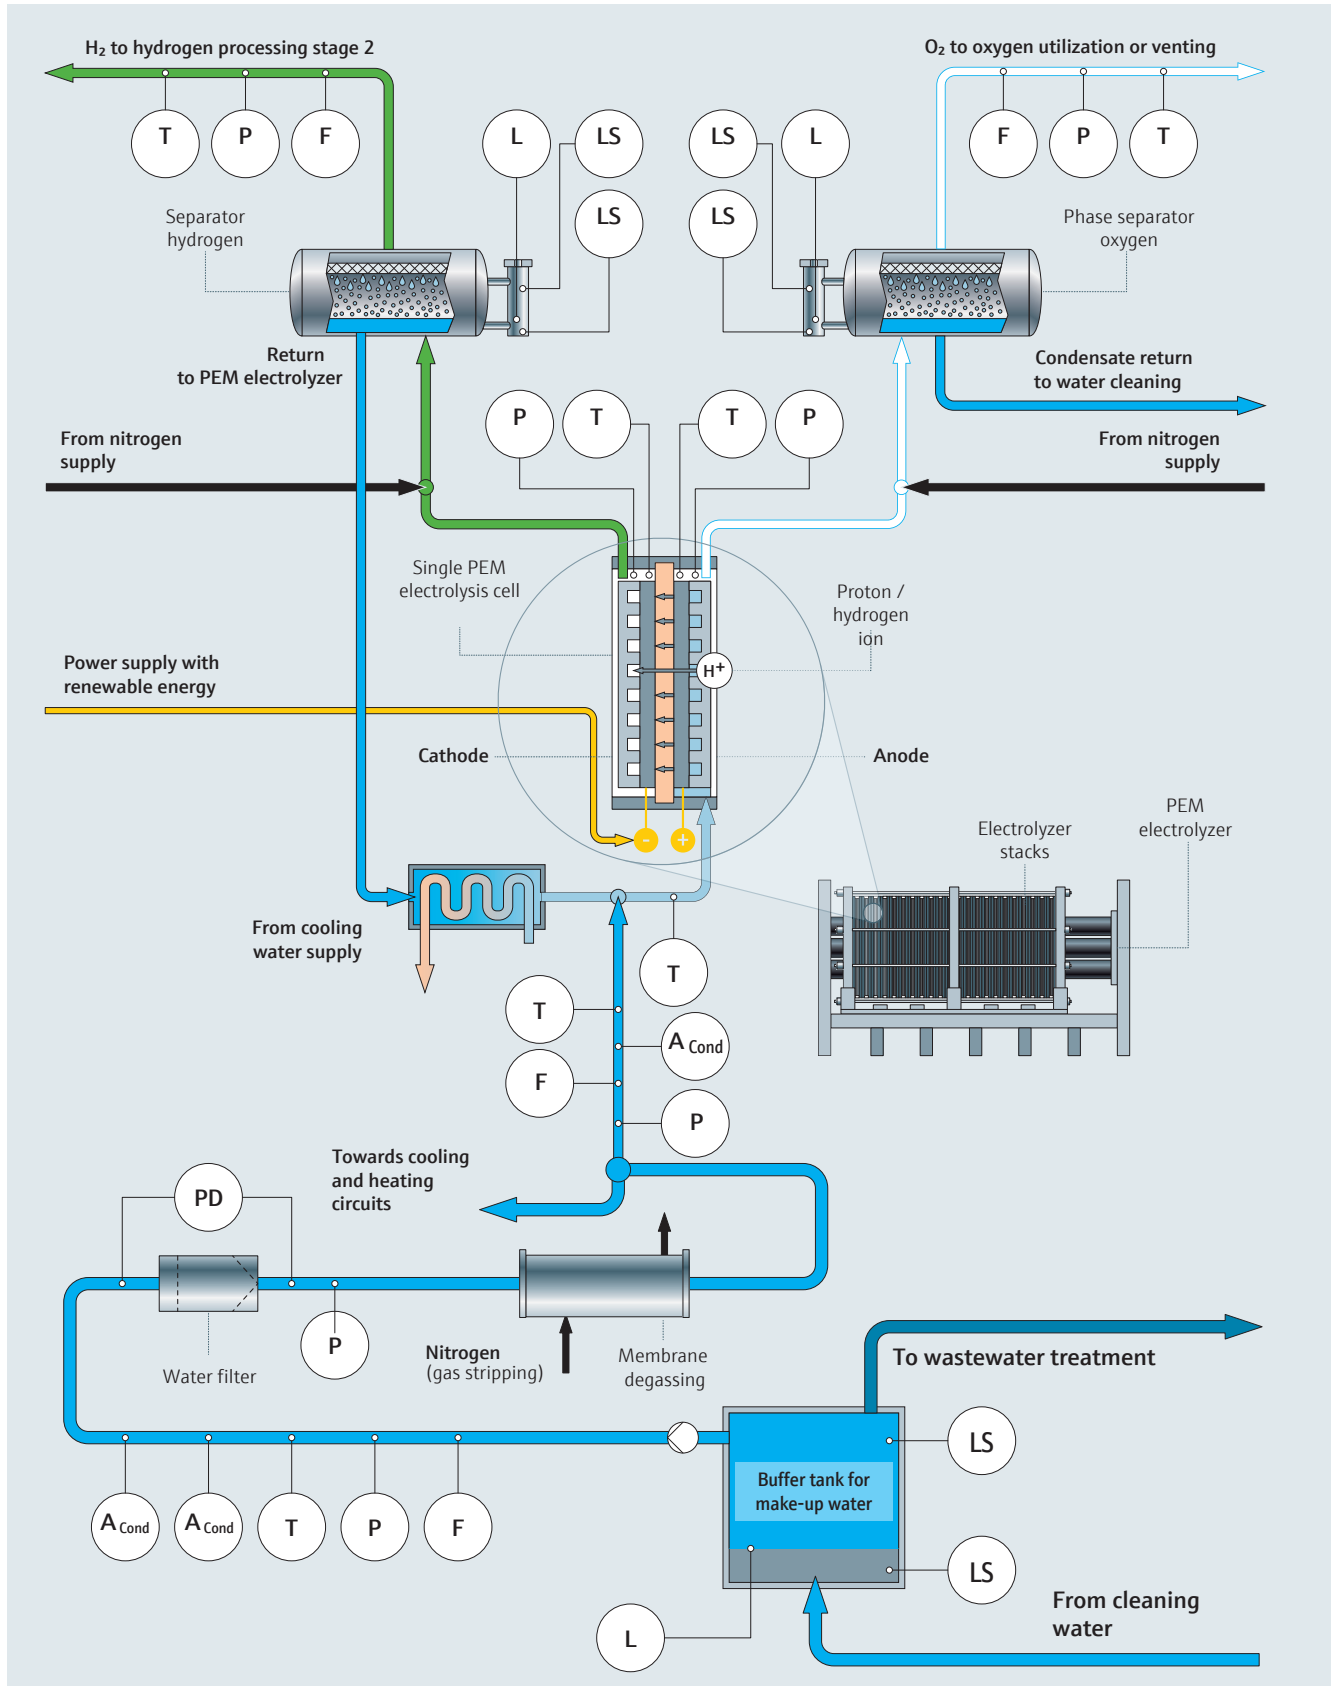 H₂ to hydrogen processing stage 2
O₂ to oxygen utilization or venting
T
P
F
L
LS
LS
L
F
P
T
LS
LS
Separator
hydrogen
Phase separator
oxygen
Return
to PEM electrolyzer
Condensate return
to water cleaning
P
T
T
P
From nitrogen
supply
From nitrogen
supply
Single PEM
electrolysis cell
Proton /
hydrogen
ion
H+
Power supply with
renewable energy
Cathode
Anode
-
+
Electrolyzer
stacks
PEM
electrolyzer
From cooling
water supply
T
T
A Cond
F
P
Towards cooling
and heating
circuits
PD
P
Water filter
Nitrogen
(gas stripping)
Membrane
degassing
To wastewater treatment
LS
Buffer tank for
make-up water
A Cond
A Cond
T
P
F
LS
L
From cleaning
water